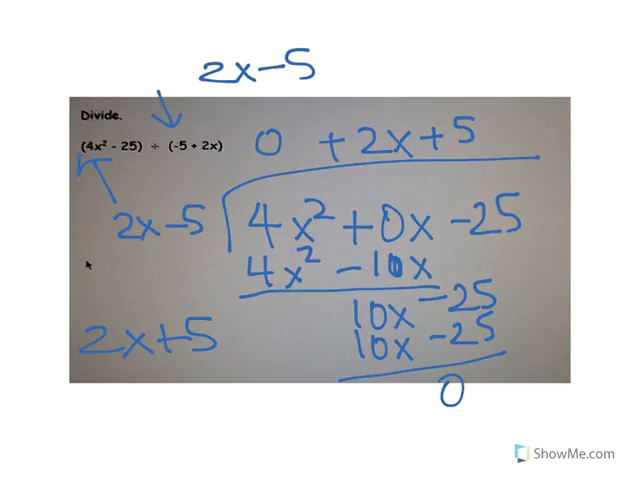 2x-5
Divide.
(4x² - 25) ÷ (-5 + 2x)
0 + 2x + 5
2x-5 4x² + 0x - 25
4x² - 10x
10x - 25
10x - 25
0
2x+5
ShowMe.com